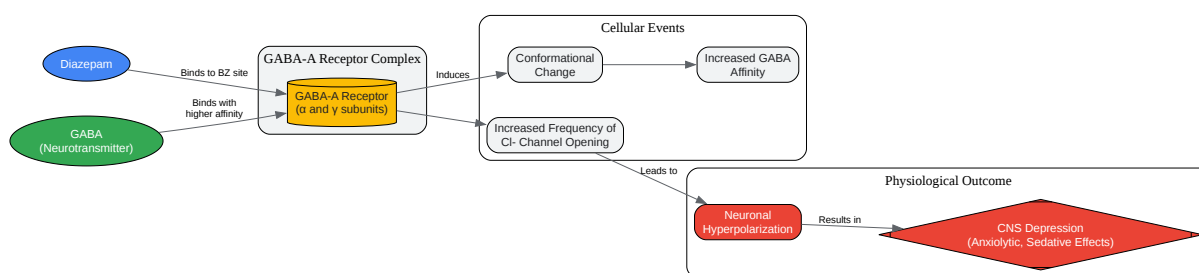 Cellular Events
GABA-A Receptor Complex
Diazepam
Binds to BZ site
GABA-A Receptor
(α and γ subunits)
Induces
Conformational
Change
Increased GABA
Affinity
Binds with
higher affinity
GABA
(Neurotransmitter)
Increased Frequency of
Cl- Channel Opening
Leads to
Physiological Outcome
Neuronal
Hyperpolarization
Results in
CNS Depression
(Anxiolytic, Sedative Effects)